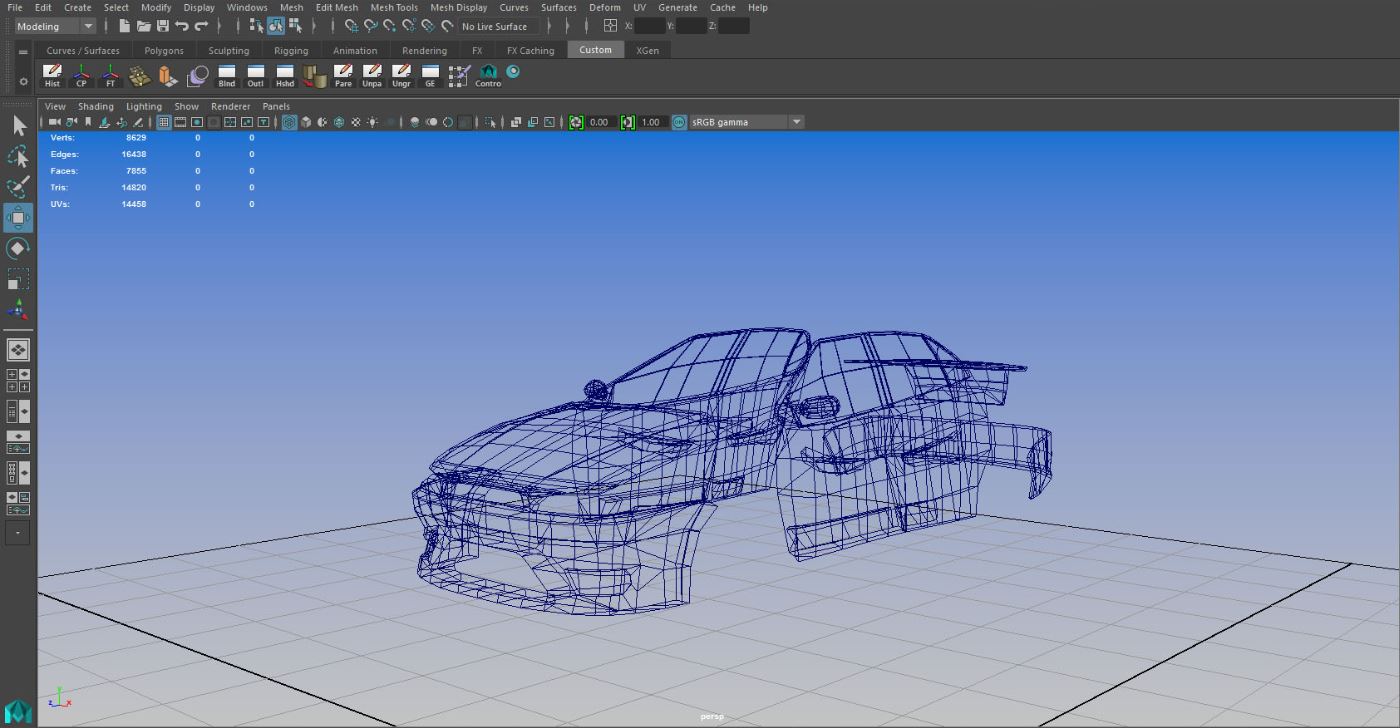 File Edit Create Select Modify Display Windows Mesh Edit Mesh Mesh Tools Mesh Display Curves Surfaces Deform UV Generate Cache Help
Modeling No Live Surface X: Y: Z:
Curves / Surfaces Polygons Sculpting Rigging Animation Rendering FX FX Caching Custom XGen
Hist CP FT Blnd Outl Hshd Pare Unpa Ungr GE Contro
View Shading Lighting Show Renderer Panels
0.00 1.00 ON sRGB gamma
Verts: 8629 0 0
Edges: 16438 0 0
Faces: 7855 0 0
Tris: 14820 0 0
UVs: 14458 0 0
y
z x
persp